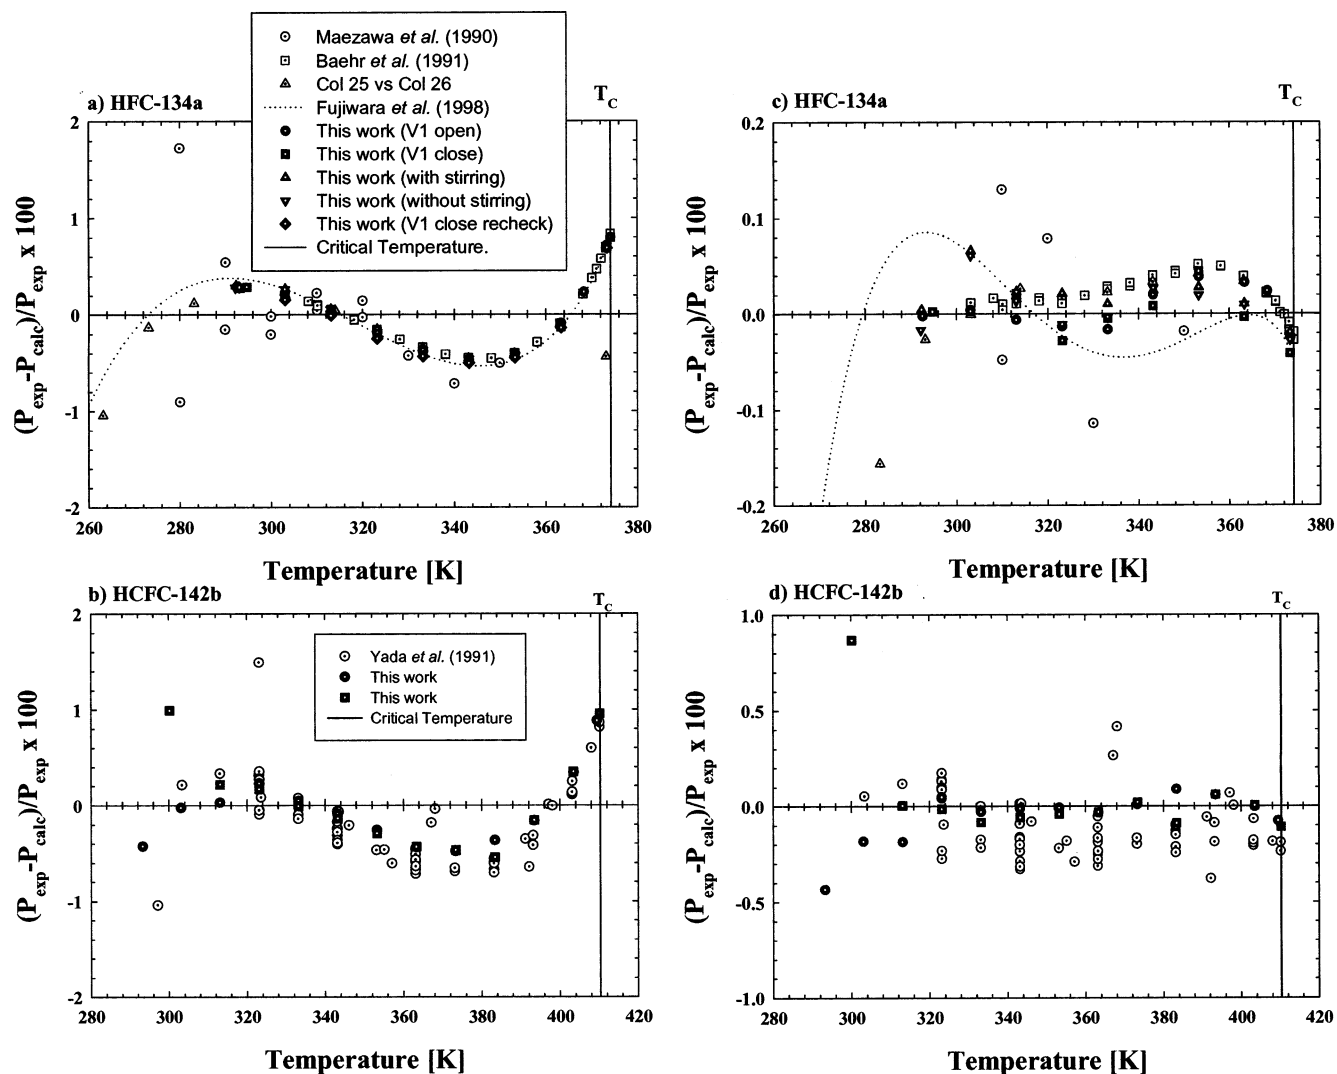 Maezawa et al. (1990)
Baehr et al. (1991)
Col 25 vs Col 26
Fujiwara et al. (1998)
This work (V1 open)
This work (V1 close)
This work (with stirring)
This work (without stirring)
This work (V1 close recheck)
Critical Temperature.
a) HFC-134a
T_C
(P_exp-P_calc)/P_exp x 100
2
1
0
-1
-2
260 280 300 320 340 360 380
Temperature [K]
c) HFC-134a
T_C
(P_exp-P_calc)/P_exp x 100
0.2
0.1
0.0
-0.1
-0.2
260 280 300 320 340 360 380
Temperature [K]
b) HCFC-142b
T_C
Yada et al. (1991)
This work
This work
Critical Temperature
(P_exp-P_calc)/P_exp x 100
2
1
0
-1
-2
280 300 320 340 360 380 400 420
Temperature [K]
d) HCFC-142b
T_C
(P_exp-P_calc)/P_exp x 100
1.0
0.5
0.0
-0.5
-1.0
280 300 320 340 360 380 400 420
Temperature [K]